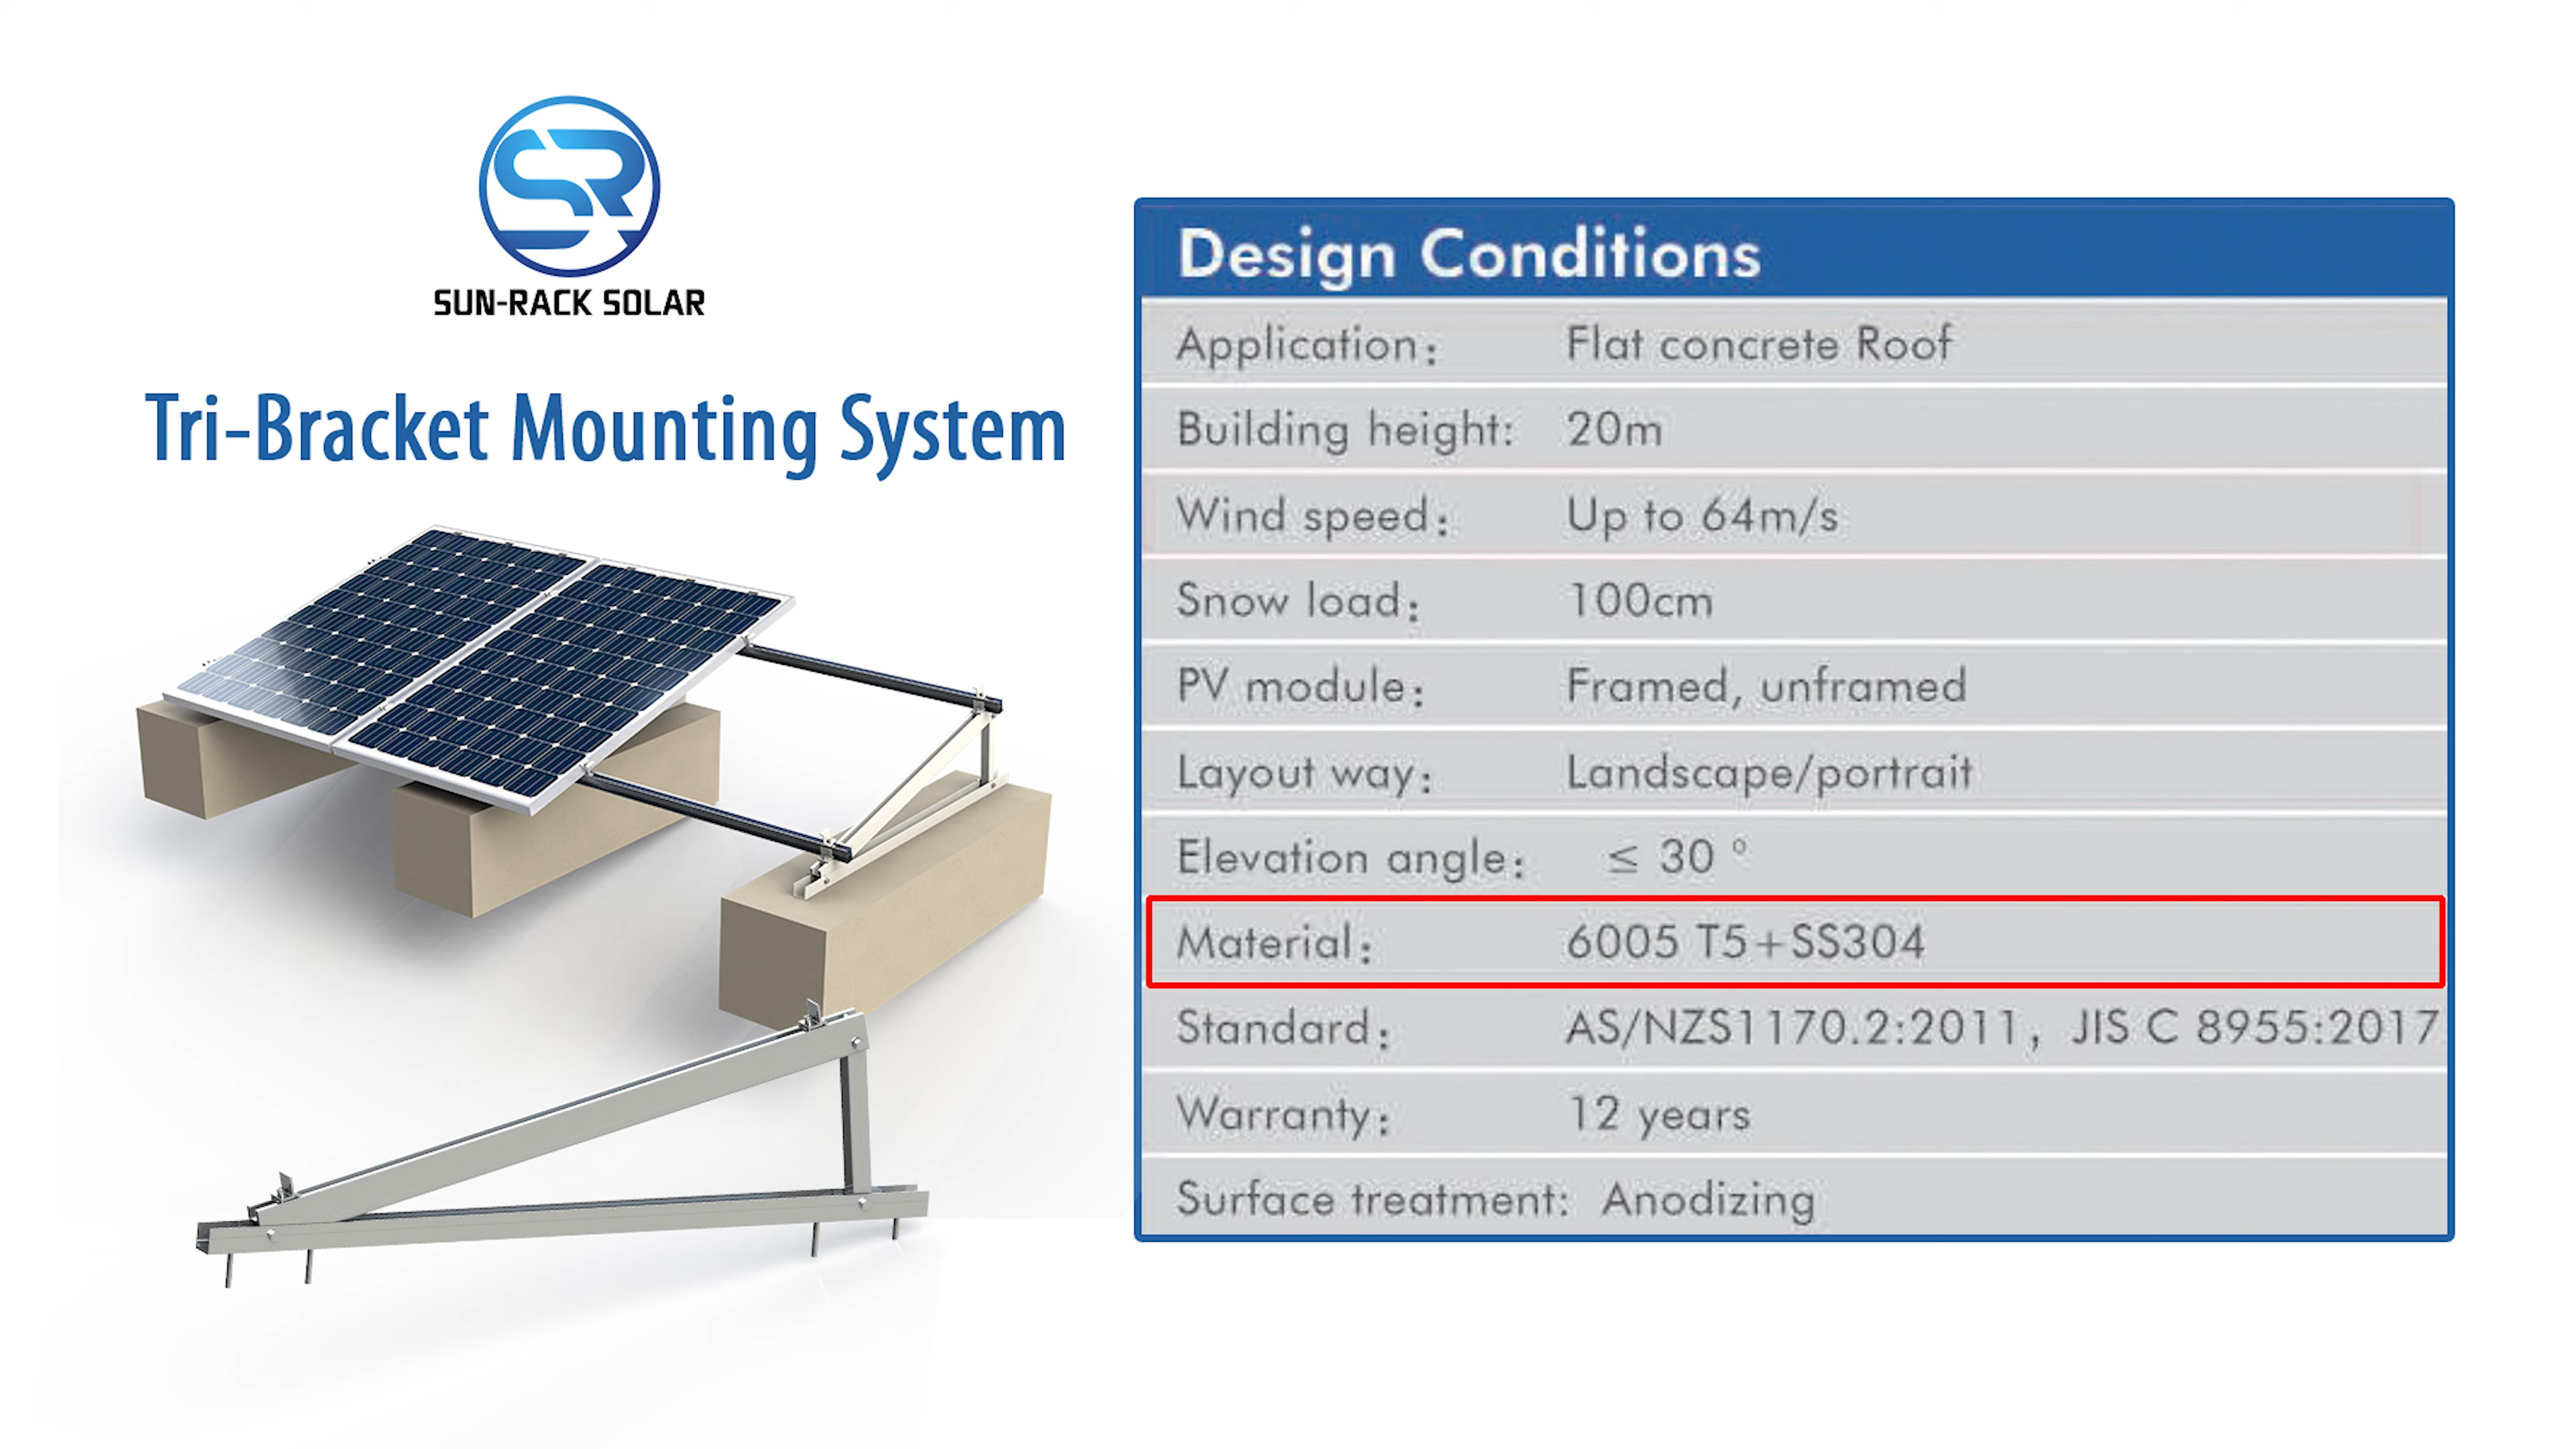 SR
SUN-RACK SOLAR
Tri-Bracket Mounting System
Design Conditions
Application: Flat concrete Roof
Building height: 20m
Wind speed: Up to 64m/s
Snow load: 100cm
PV module: Framed, unframed
Layout way: Landscape/portrait
Elevation angle: ≤ 30 °
Material: 6005 T5+SS304
Standard: AS/NZS1170.2:2011, JIS C 8955:2017
Warranty: 12 years
Surface treatment: Anodizing